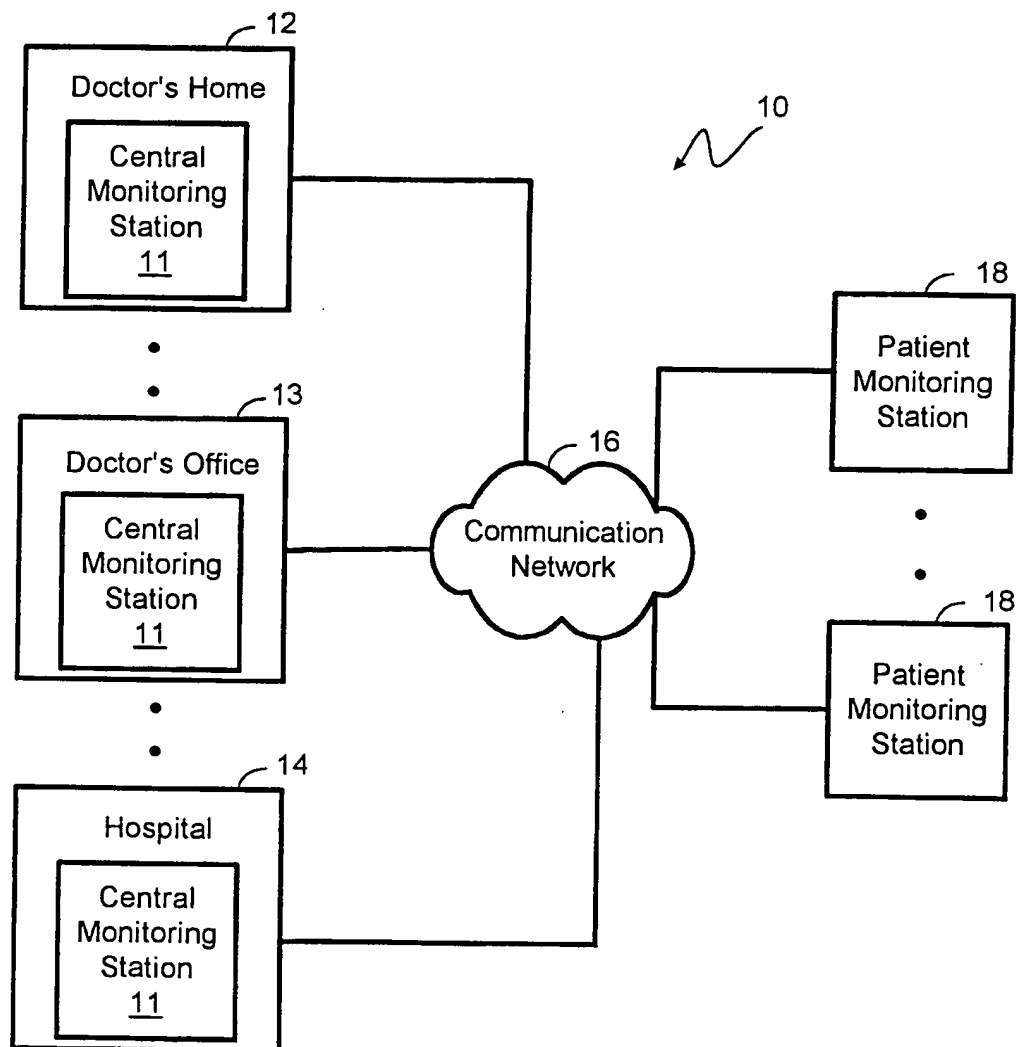 12
Doctor's Home
Central
Monitoring
Station
11
10
13
Doctor's Office
Central
Monitoring
Station
11
14
Hospital
Central
Monitoring
Station
11
16
Communication
Network
18
Patient
Monitoring
Station
18
Patient
Monitoring
Station